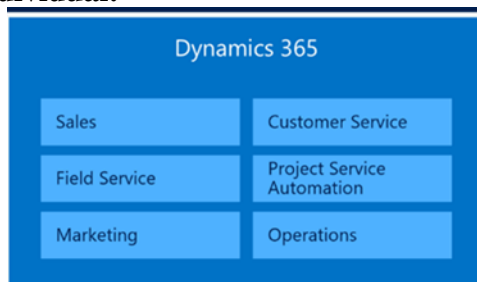 Dynamics 365
Sales
Customer Service
Field Service
Project Service
Automation
Marketing
Operations